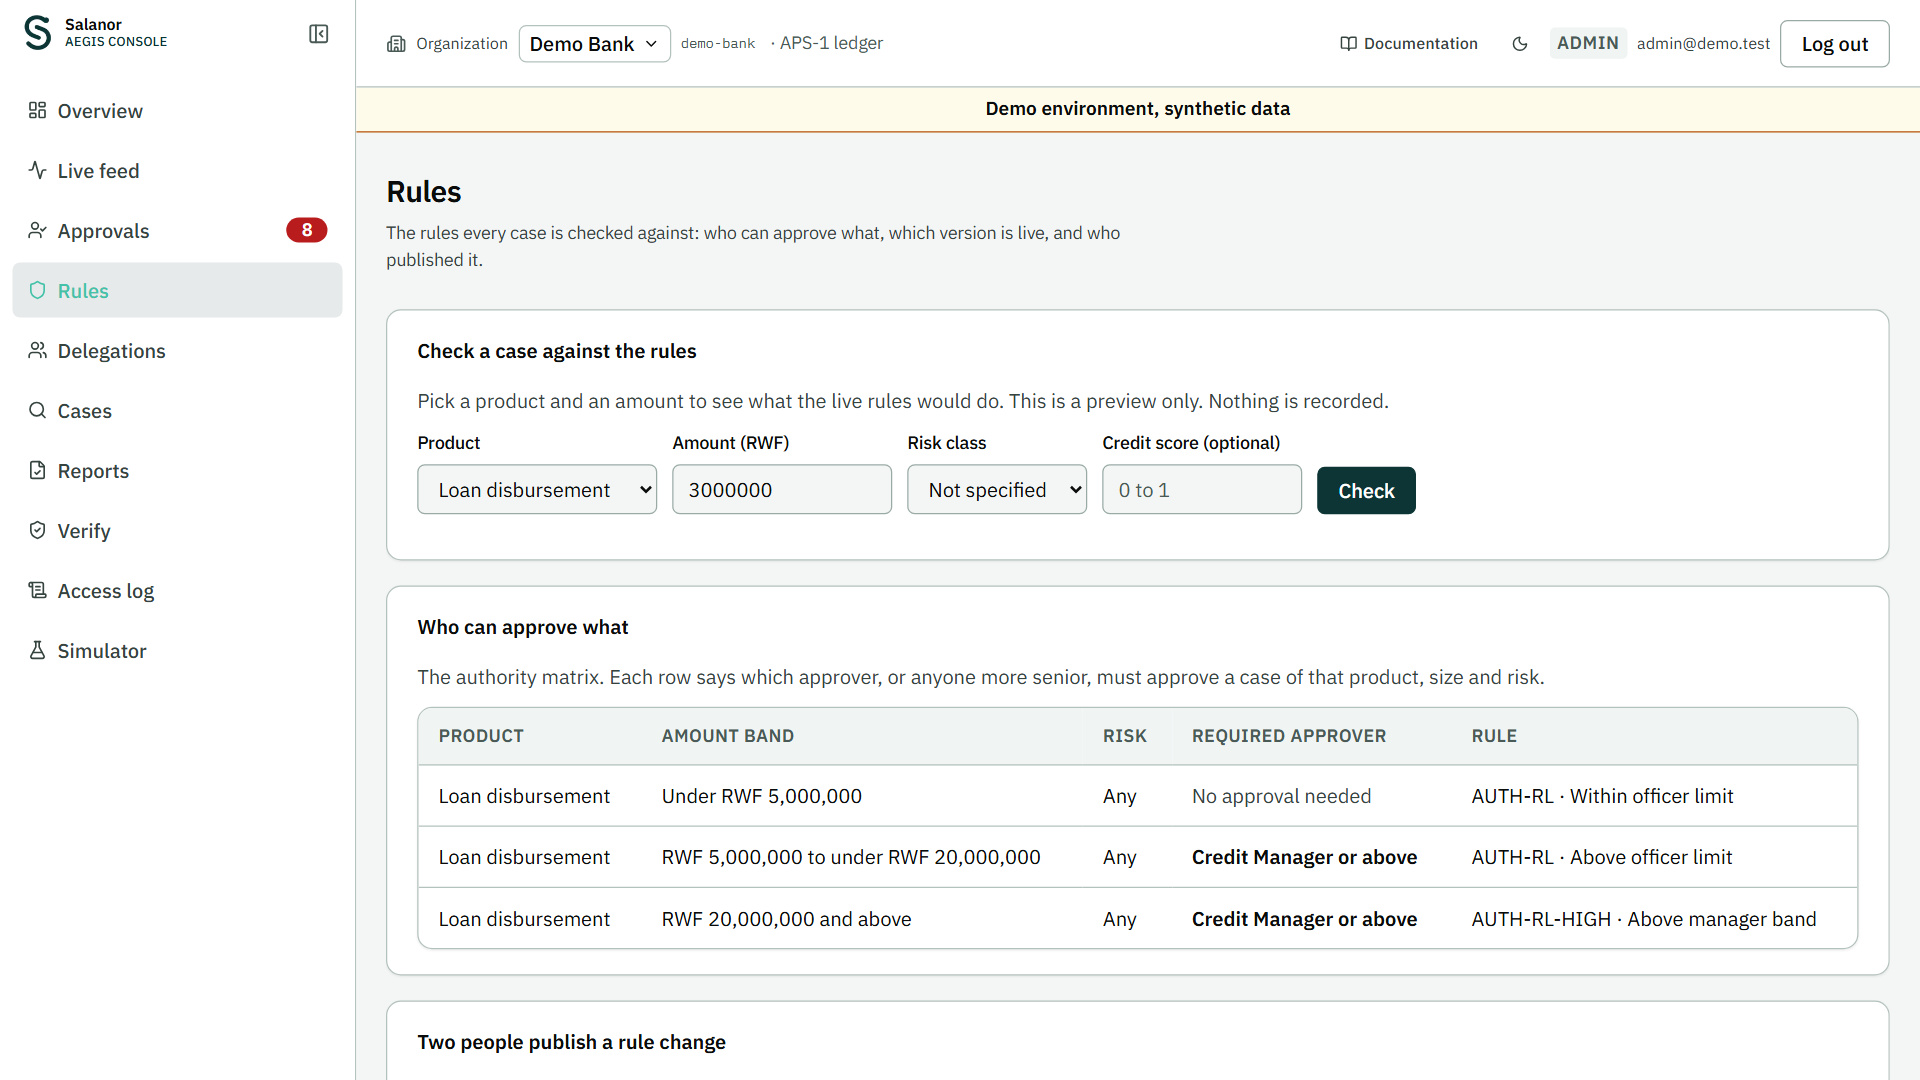 Salanor
AEGIS CONSOLE
Overview
Live feed
Approvals
8
Rules
Delegations
Cases
Reports
Verify
Access log
Simulator
Organization
Demo Bank
demo-bank
· APS-1 ledger
Documentation
ADMIN
admin@demo.test
Log out
Demo environment, synthetic data
Rules
The rules every case is checked against: who can approve what, which version is live, and who
published it.
Check a case against the rules
Pick a product and an amount to see what the live rules would do. This is a preview only. Nothing is recorded.
Product
Amount (RWF)
Risk class
Credit score (optional)
Loan disbursement
3000000
Not specified
0 to 1
Check
Who can approve what
The authority matrix. Each row says which approver, or anyone more senior, must approve a case of that product, size and risk.
PRODUCT AMOUNT BAND RISK REQUIRED APPROVER RULE
Loan disbursement Under RWF 5,000,000 Any No approval needed AUTH-RL · Within officer limit
Loan disbursement RWF 5,000,000 to under RWF 20,000,000 Any Credit Manager or above AUTH-RL · Above officer limit
Loan disbursement RWF 20,000,000 and above Any Credit Manager or above AUTH-RL-HIGH · Above manager band
Two people publish a rule change